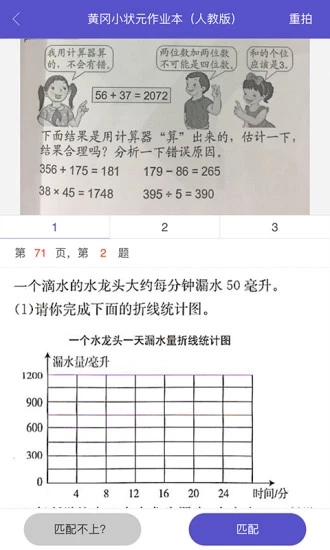 黄冈小状元作业本（人教版）
重拍
我用计算器算的，不会有错。
两位数加两位数不可能是四位数。
和的个位应该是3。
56 + 37 = 2072
下面结果是用计算器“算”出来的，估计一下，
结果合理吗？分析一下错误原因。
356 + 175 = 181 179 − 86 = 265
38 × 45 = 1748 395 ÷ 5 = 390
1 2 3
第 71 页，第 2 题
一个滴水的水龙头大约每分钟漏水 50 毫升。
(1)请你完成下面的折线统计图。
一个水龙头一天漏水量折线统计图
漏水量/毫升
1200
900
600
300
0
4 8 12 16 20 24 时间/分
匹配不上？
匹配